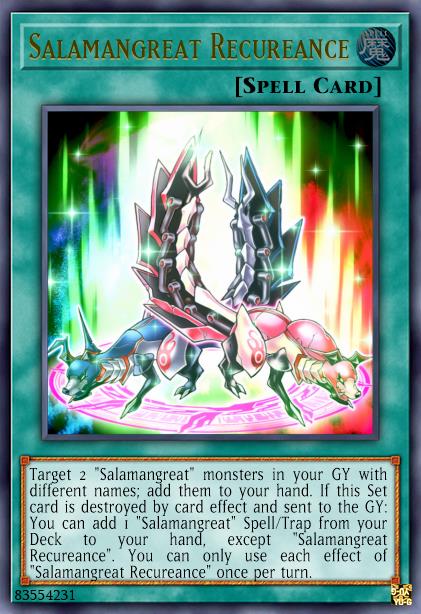 Salamangreat Recureance
魔
[Spell Card]
Target 2 "Salamangreat" monsters in your GY with
different names; add them to your hand. If this Set
card is destroyed by card effect and sent to the GY:
You can add 1 "Salamangreat" Spell/Trap from your
Deck to your hand, except "Salamangreat
Recureance". You can only use each effect of
"Salamangreat Recureance" once per turn.
83554231